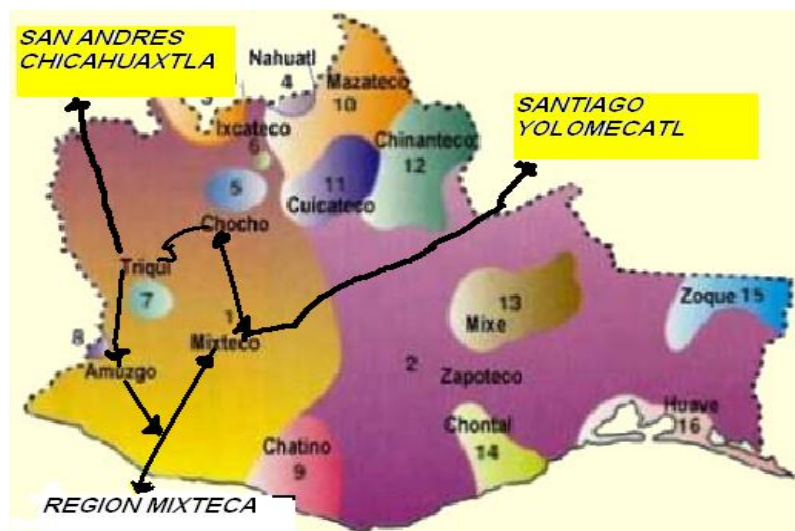 SAN ANDRES
CHICAHUAXTLA
Nahuatl
4
Mazateco
10
SANTIAGO
YOLOMECATL
Ixcateco
6
Chinanteco
12
5
11
Cuicateco
Chocho
Triqui
7
13
Mixe
Zoque 15
8
Mixteco
Amuzgo
2
Zapoteco
Huave
16
Chatino
9
Chontal
14
REGION MIXTECA